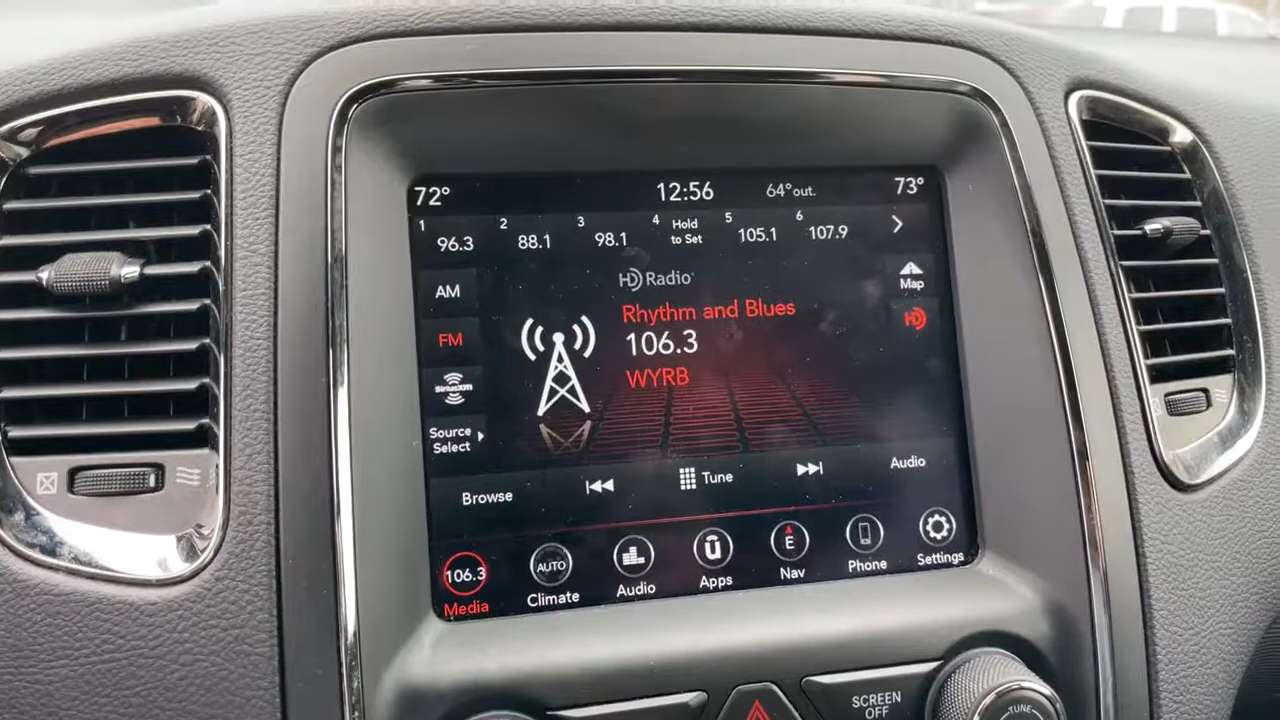 72° 12:56 64°out. 73°
1 96.3 2 88.1 3 98.1 4 Hold to Set 5 105.1 6 107.9
HD Radio
AM
Map
Rhythm and Blues
FM
HD
106.3
SiriusXM
WYRB
Source
Select
Browse
Tune
Audio
106.3
AUTO
E
Media
Climate
Audio
Apps
Nav
Phone
Settings
SCREEN
OFF
TUNE